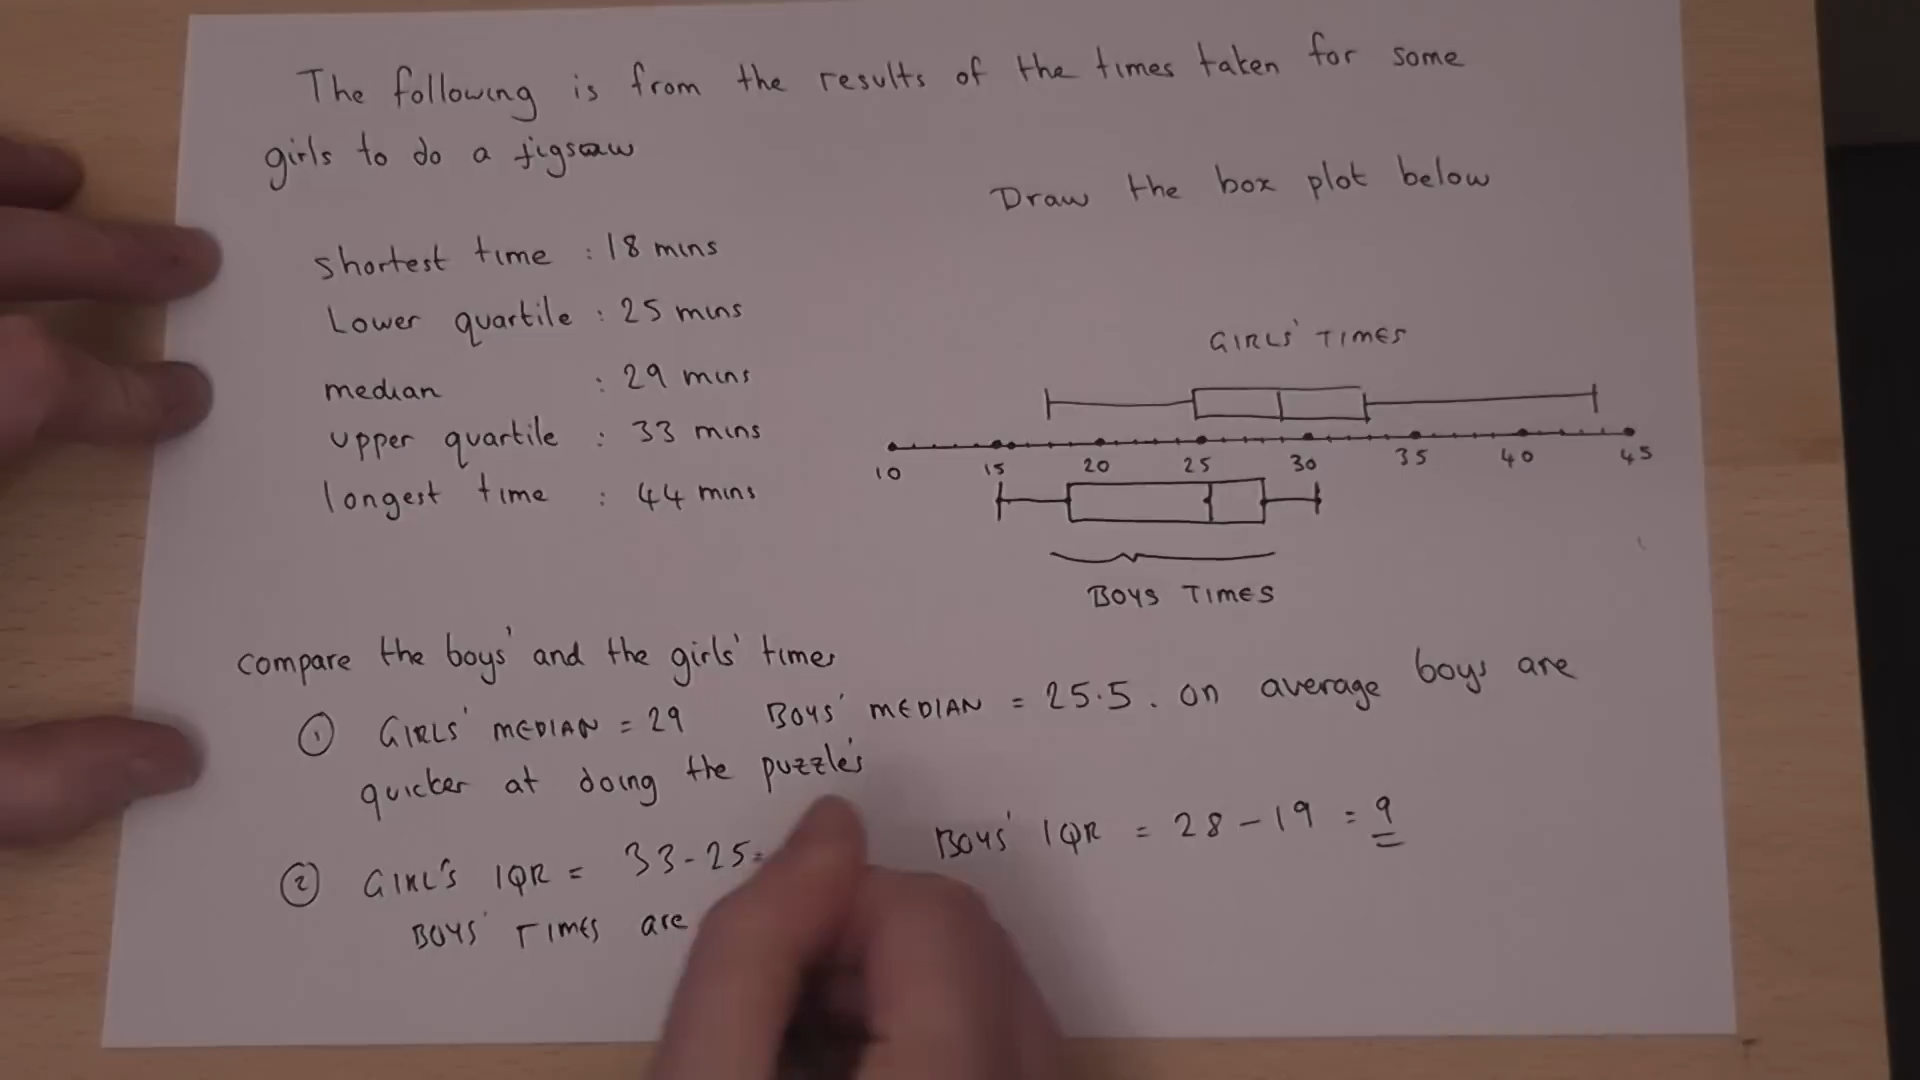 The following is from the results of the times taken for some
girls to do a jigsaw
Draw the box plot below
shortest time : 18 mins
Lower quartile : 25 mins
median : 29 mins
upper quartile : 33 mins
longest time : 44 mins
GIRLS' TIMES
10 15 20 25 30 35 40 45
BOYS TIMES
compare the boys' and the girls' times
① GIRLS' MEDIAN = 29 BOYS' MEDIAN = 25.5. on average boys are
quicker at doing the puzzle's
② GIRL'S IQR = 33-25= BOYS' IQR = 28-19 = 9
BOYS' TIMES are